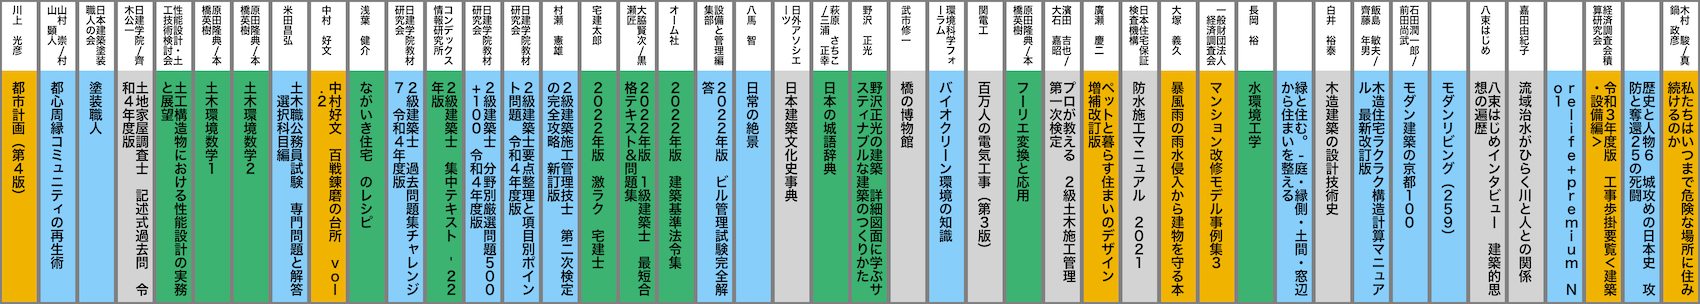 木村　駿/真
鍋　政彦
私たちはいつまで危険な場所に住み
続けるのか
歴史と人物6　城攻めの日本史　攻
防と奪還25の死闘
経済調査会積
算研究会
令和3年度版　工事歩掛要覧<建築
・設備編>
relife+premium　N
o1
嘉田由紀子
流域治水がひらく川と人との関係
八束はじめ
八束はじめインタビュー　建築的思
想の遍歴
モダンリビング（259）
石田潤一郎/
前田尚武
モダン建築の京都100
飯島　敏夫/
齊藤　年男
木造住宅ラクラク構造計算マニュア
ル　最新改訂版
白井　裕泰
木造建築の設計技術史
緑と住む。-庭・縁側・土間・窓辺
から住まいを整える
長岡　裕
水環境工学
一般財団法人
経済調査会
マンション改修モデル事例集3
大塚　義久
暴風雨の雨水侵入から建物を守る本
日本住宅保証
検査機構
防水施工マニュアル　2021
廣瀬　慶二
ペットと暮らす住まいのデザイン
増補改訂版
濱田　吉也/
大石　嘉昭
プロが教える　2級土木施工管理
第一次検定
原田隆典/本
橋英樹
フーリエ変換と応用
関電工
百万人の電気工事（第3版）
環境科学フォ
ーラム
バイオクリーン環境の知識
武市修一
橋の博物館
野沢　正光
野沢正光の建築　詳細図面に学ぶサ
スティナブルな建築のつくりかた
萩原　さちこ
/三浦　正幸
日本の城語辞典
日外アソシエ
ーツ
日本建築文化史事典
八馬　智
日常の絶景
設備と管理編
集部
2022年版　ビル管理試験完全解
答
オーム社
2022年版　建築基準法令集
大脇賢次/黒
瀬匠
2022年版　1級建築士　最短合
格テキスト&問題集
宅建太郎
2022年版　激ラク　宅建士
村瀬　憲雄
2級建築施工管理技士　第二次検定
の完全攻略　新訂版
日建学院教材
研究会
2級建築士要点整理と項目別ポイン
ト問題　令和4年度版
日建学院教材
研究会
2級建築士　分野別厳選問題500
+100　令和4年度版
コンデックス
情報研究所
2級建築士　集中テキスト　-22
年版
日建学院教材
研究会
2級建築士　過去問題集チャレンジ
7　令和4年度版
浅葉　健介
ながいき住宅　のレシピ
中村　好文
中村好文　百戦錬磨の台所　vol
.2
米田昌弘
土木職公務員試験　専門問題と解答
　選択科目編
原田隆典/本
橋英樹
土木環境数学2
原田隆典/本
橋英樹
土木環境数学1
性能設計・土
工技術検討会
土工構造物における性能設計の実務
と展望
日建学院/齊
木公一
土地家屋調査士　記述式過去問　令
和4年度版
日本建築塗装
職人の会
塗装職人
山村　崇/村
山　顕人
都心周縁コミュニティの再生術
川上　光彦
都市計画（第4版）